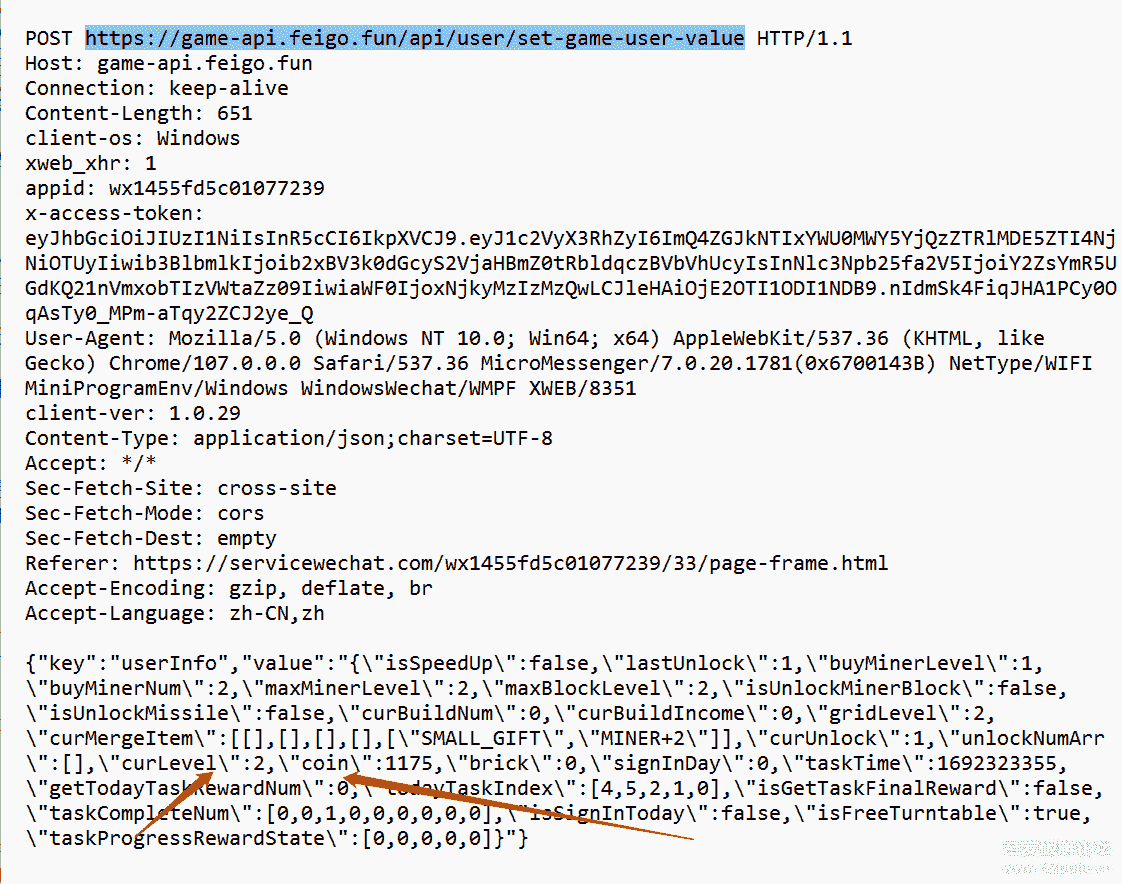 POST https://game-api.feigo.fun/api/user/set-game-user-value HTTP/1.1
Host: game-api.feigo.fun
Connection: keep-alive
Content-Length: 651
client-os: Windows
xweb_xhr: 1
appid: wx1455fd5c01077239
x-access-token:
eyJhbGciOiJIUzI1NiIsInR5cCI6IkpXVCJ9.eyJ1c2VyX3RhZyI6ImQ4ZGJkNTIxYWU0MWY5YjQzZTRlMDE5ZTI4Nj
NiOTUyIiwib3BlbmlkIjoib2xBV3k0dGcyS2VjaHBmZ0tRbldqczBVbVhUcyIsInNlc3Npb25fa2V5IjoiY2ZsYmR5U
GdKQ21nVmxobTIzVWtaZz09IiwiaWF0IjoxNjkyMzIzMzQwLCJleHAiOjE2OTI1ODI1NDB9.nIdmSk4FiqJHA1PCy0O
qAsTy0_MPm-aTqy2ZCJ2ye_Q
User-Agent: Mozilla/5.0 (Windows NT 10.0; Win64; x64) AppleWebKit/537.36 (KHTML, like
Gecko) Chrome/107.0.0.0 Safari/537.36 MicroMessenger/7.0.20.1781(0x6700143B) NetType/WIFI
MiniProgramEnv/Windows WindowsWechat/WMPF XWEB/8351
client-ver: 1.0.29
Content-Type: application/json;charset=UTF-8
Accept: */*
Sec-Fetch-Site: cross-site
Sec-Fetch-Mode: cors
Sec-Fetch-Dest: empty
Referer: https://servicewechat.com/wx1455fd5c01077239/33/page-frame.html
Accept-Encoding: gzip, deflate, br
Accept-Language: zh-CN,zh
{"key":"userInfo","value":"{\"isSpeedUp\":false,\"lastUnlock\":1,\"buyMinerLevel\":1,
\"buyMinerNum\":2,\"maxMinerLevel\":2,\"maxBlockLevel\":2,\"isUnlockMinerBlock\":false,
\"isUnlockMissile\":false,\"curBuildNum\":0,\"curBuildIncome\":0,\"gridLevel\":2,
\"curMergeItem\":[[],[],[],[],[\"SMALL_GIFT\",\"MINER+2\"]],\"curUnlock\":1,\"unlockNumArr
\":[],\"curLevel\":2,\"coin\":1175,\"brick\":0,\"signInDay\":0,\"taskTime\":1692323355,
\"getTodayTaskRewardNum\":0,\"todayTaskIndex\":[4,5,2,1,0],\"isGetTaskFinalReward\":false,
\"taskCompleteNum\":[0,0,1,0,0,0,0,0,0],\"isSignInToday\":false,\"isFreeTurntable\":true,
\"taskProgressRewardState\":[0,0,0,0,0]}"}